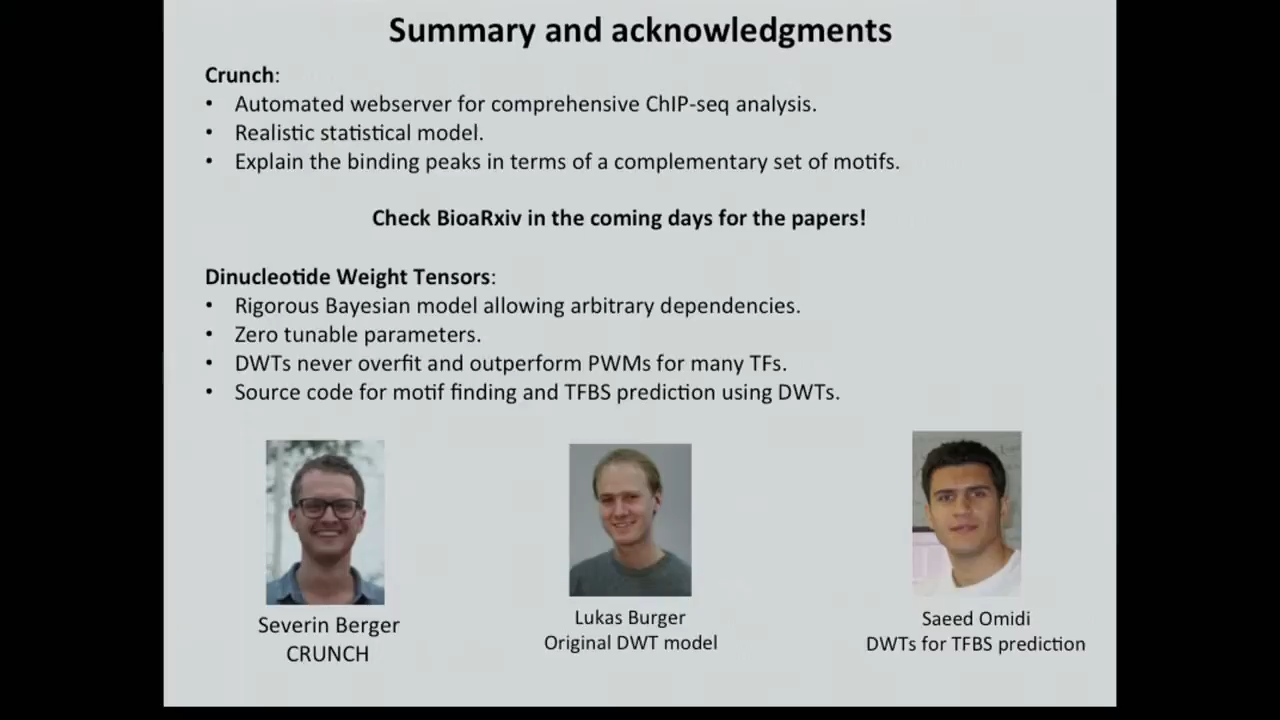 Summary and acknowledgments
Crunch:
• Automated webserver for comprehensive ChIP-seq analysis.
• Realistic statistical model.
• Explain the binding peaks in terms of a complementary set of motifs.
Check BioaRxiv in the coming days for the papers!
Dinucleotide Weight Tensors:
• Rigorous Bayesian model allowing arbitrary dependencies.
• Zero tunable parameters.
• DWTs never overfit and outperform PWMs for many TFs.
• Source code for motif finding and TFBS prediction using DWTs.
Severin Berger
CRUNCH
Lukas Burger
Original DWT model
Saeed Omidi
DWTs for TFBS prediction